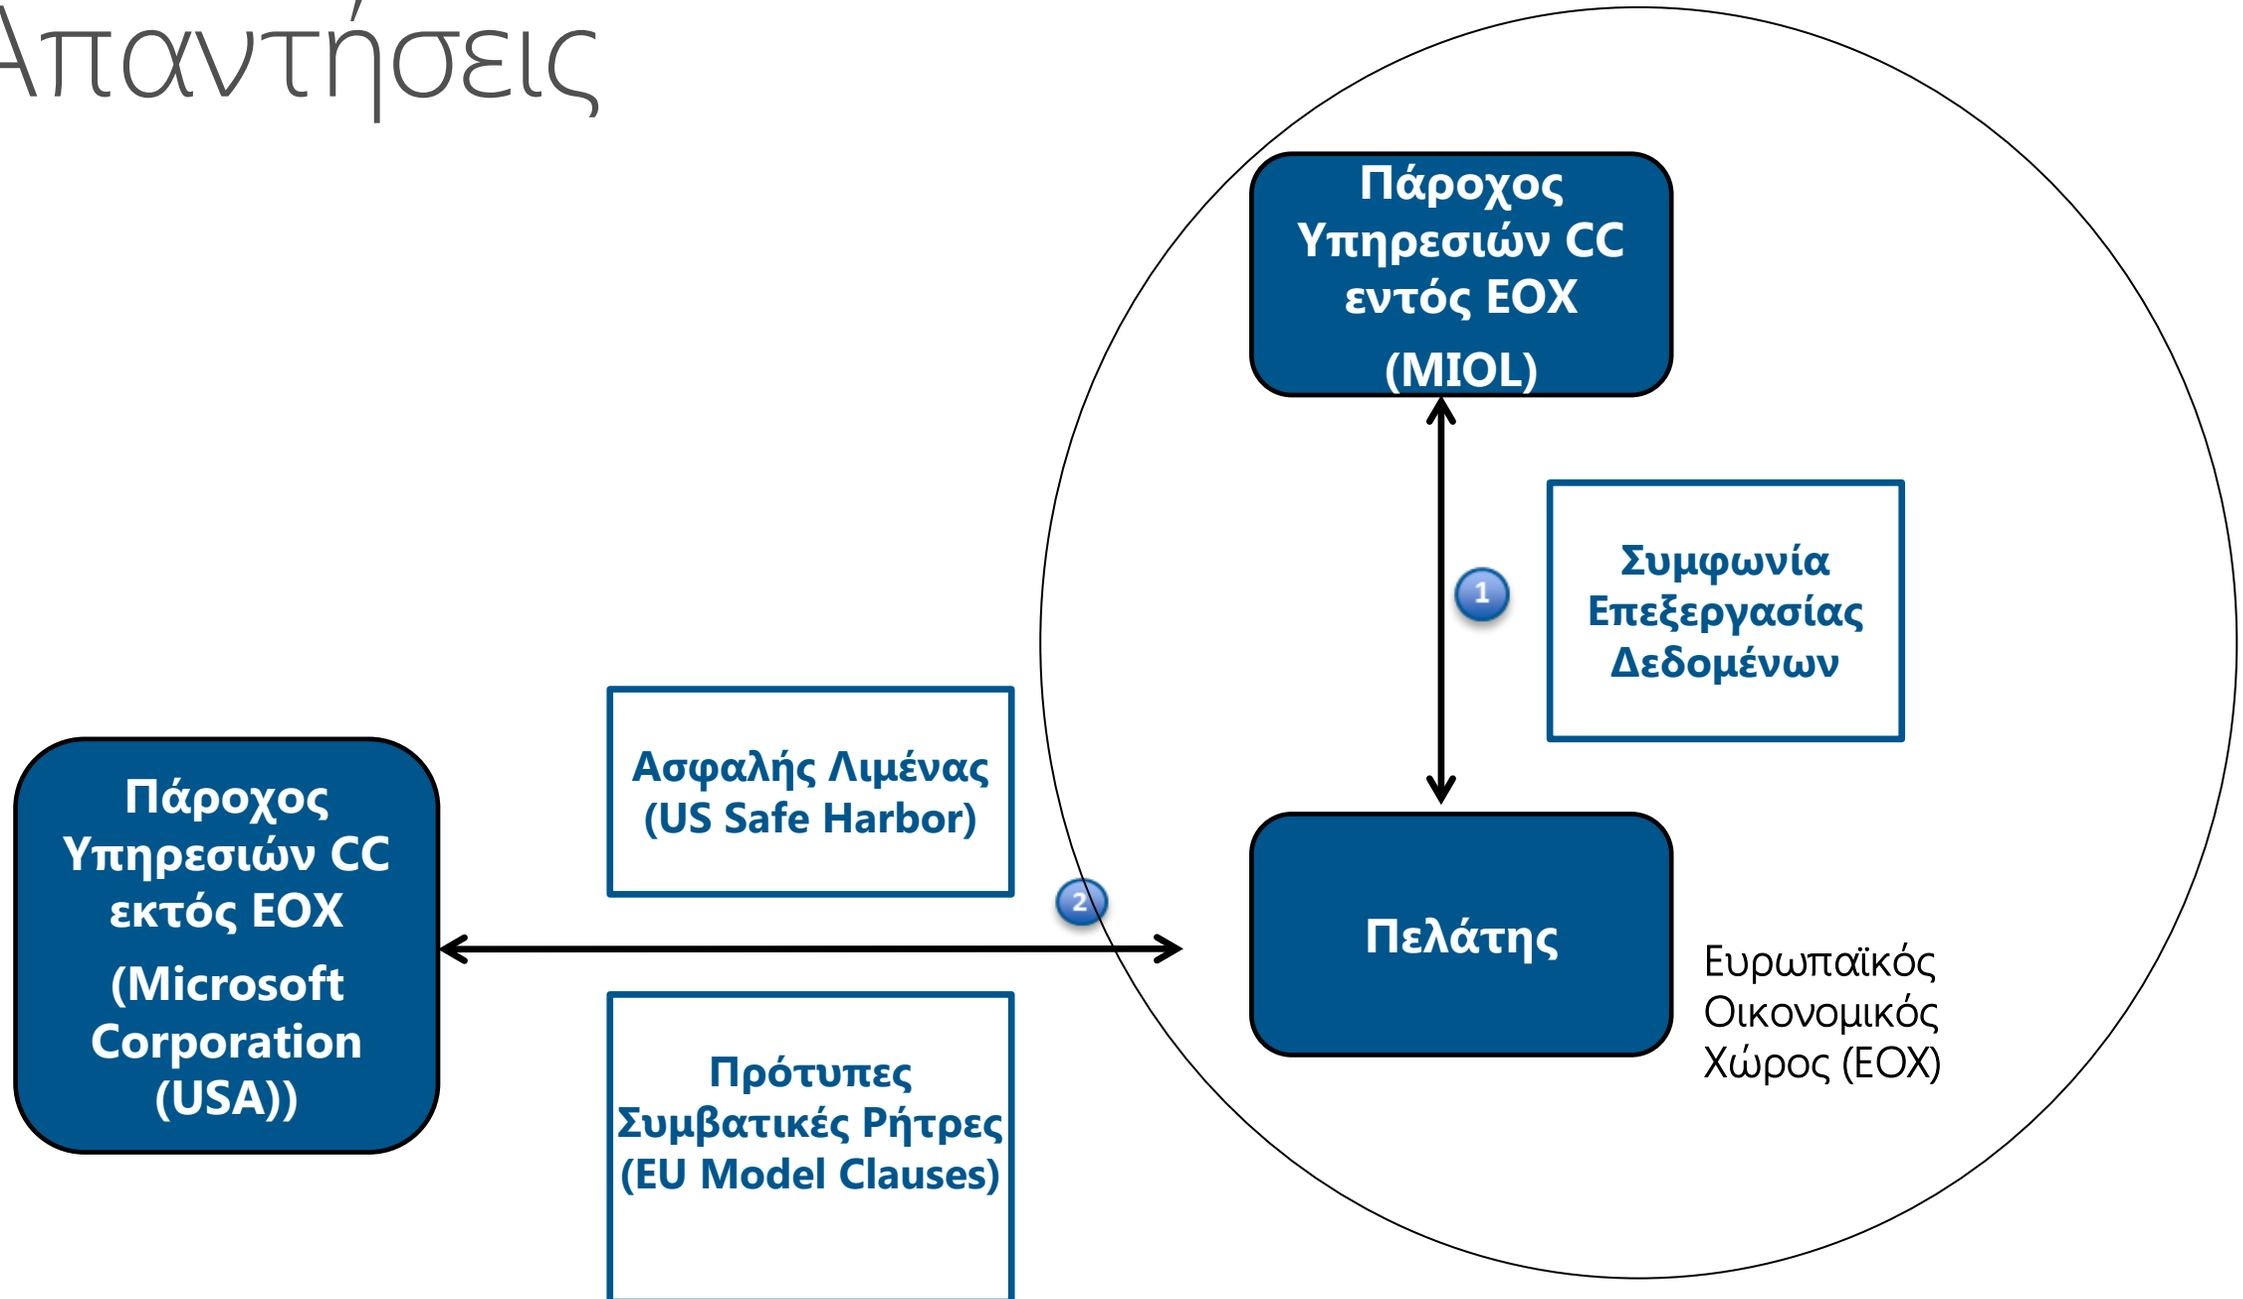 Απαντήσεις
Πάροχος
Υπηρεσιών CC
εντός ΕΟΧ
(MIOL)
1
Συμφωνία
Επεξεργασίας
Δεδομένων
Ασφαλής Λιμένας
(US Safe Harbor)
Πάροχος
Υπηρεσιών CC
εκτός ΕΟΧ
(Microsoft
Corporation
(USA))
2
Πελάτης
Ευρωπαϊκός
Οικονομικός
Χώρος (ΕΟΧ)
Πρότυπες
Συμβατικές Ρήτρες
(EU Model Clauses)